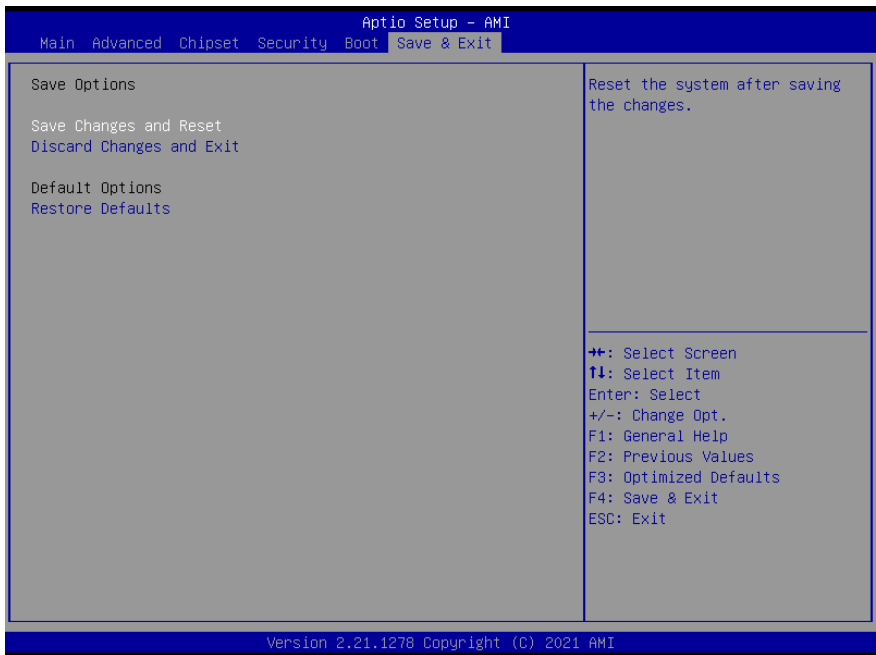 Aptio Setup – AMI
Main Advanced Chipset Security Boot Save & Exit
Save Options
Save Changes and Reset
Discard Changes and Exit
Default Options
Restore Defaults
Reset the system after saving
the changes.
→←: Select Screen
↑↓: Select Item
Enter: Select
+/-: Change Opt.
F1: General Help
F2: Previous Values
F3: Optimized Defaults
F4: Save & Exit
ESC: Exit
Version 2.21.1278 Copyright (C) 2021 AMI